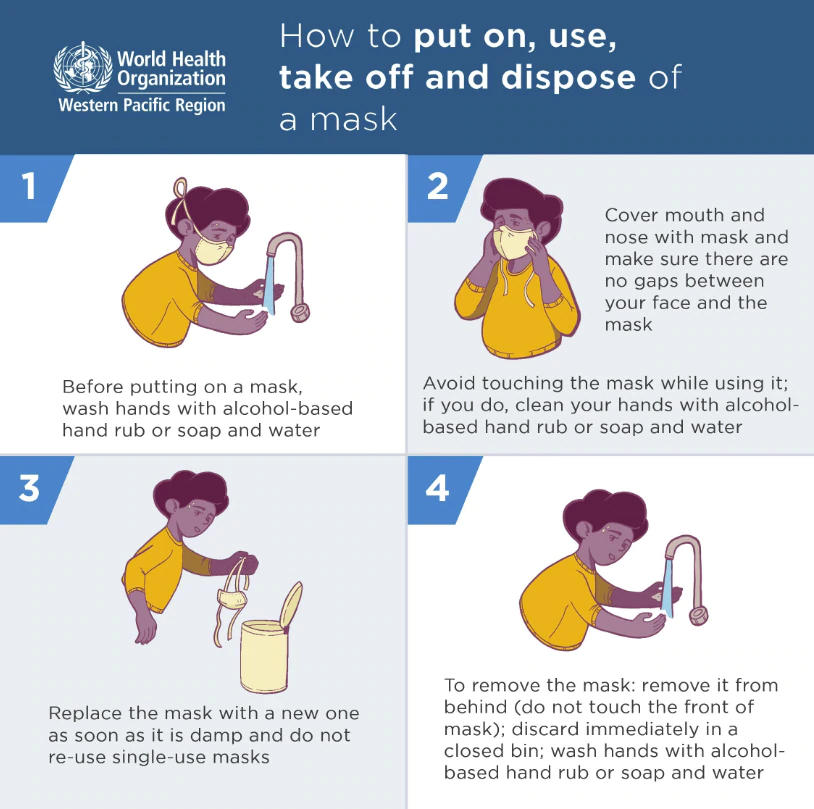 World Health
Organization
Western Pacific Region
How to put on, use,
take off and dispose of
a mask
1
Before putting on a mask,
wash hands with alcohol-based
hand rub or soap and water
2
Cover mouth and
nose with mask and
make sure there are
no gaps between
your face and the
mask
Avoid touching the mask while using it;
if you do, clean your hands with alcohol-
based hand rub or soap and water
3
Replace the mask with a new one
as soon as it is damp and do not
re-use single-use masks
4
To remove the mask: remove it from
behind (do not touch the front of
mask); discard immediately in a
closed bin; wash hands with alcohol-
based hand rub or soap and water